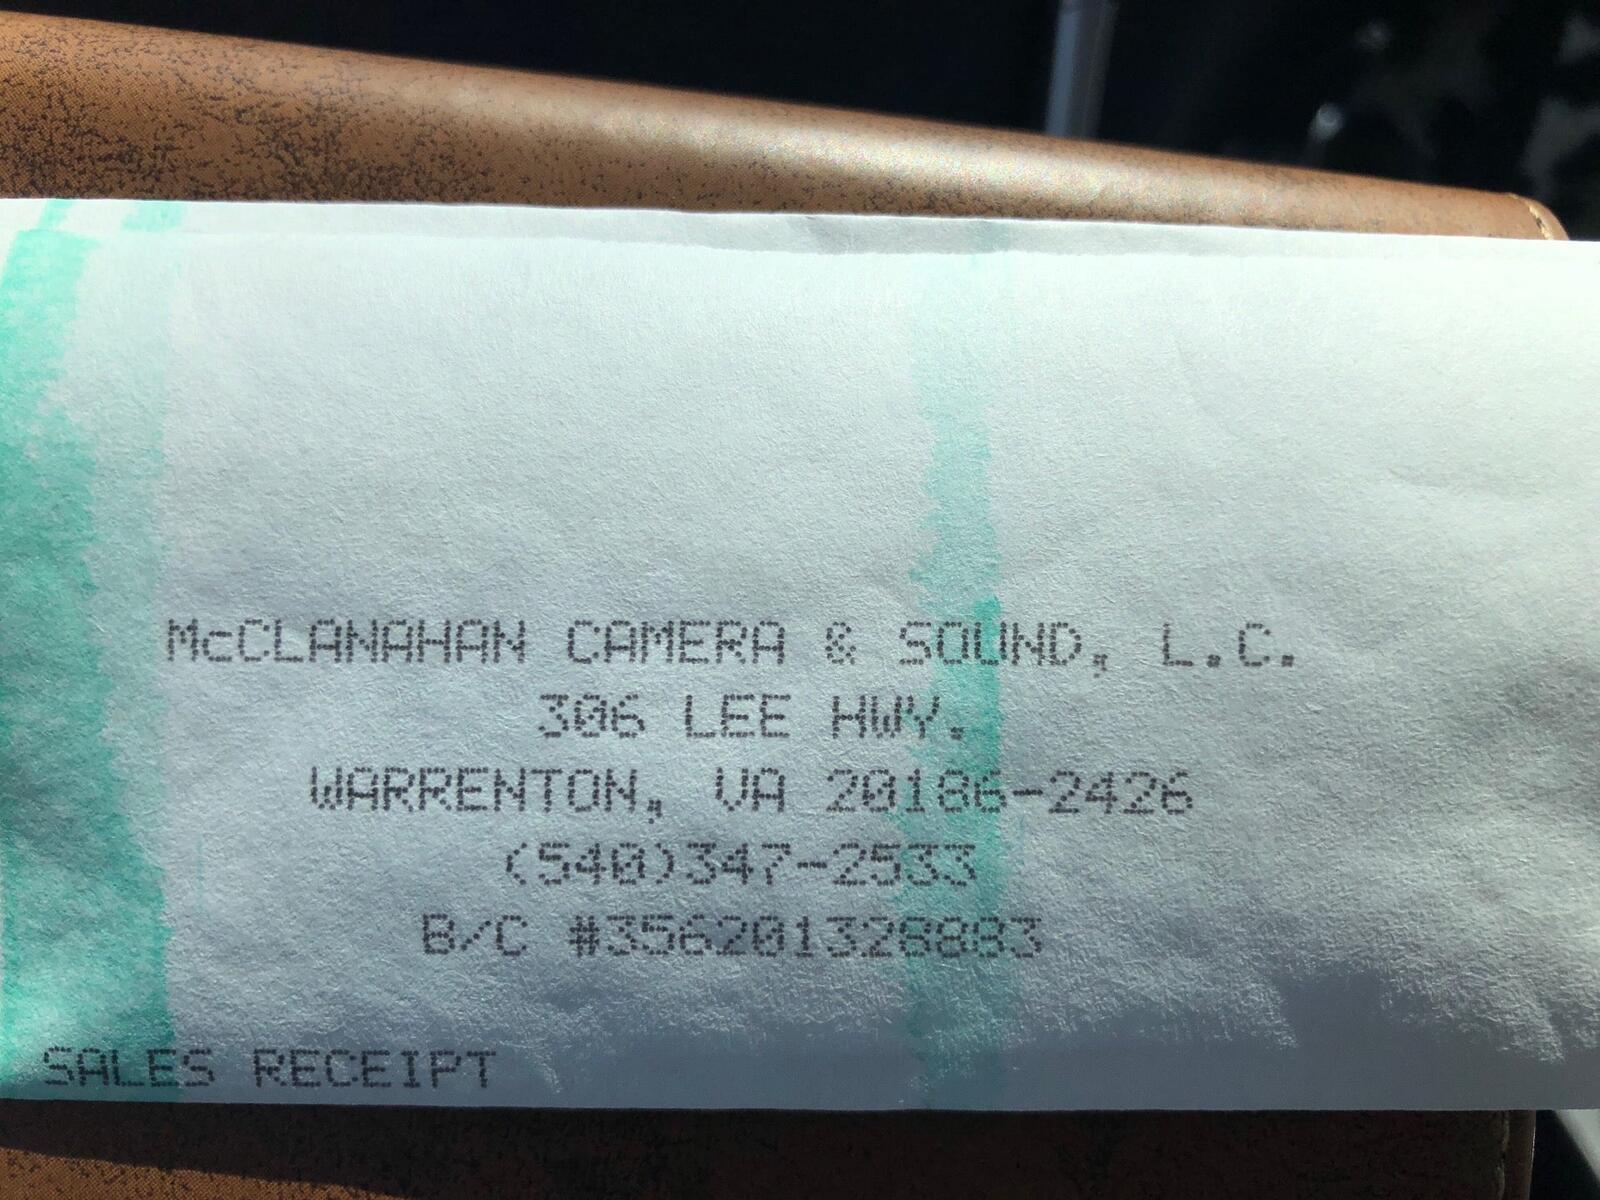 McCLANAHAN CAMERA & SOUND, L.C.
306 LEE HWY.
WARRENTON, VA 20186-2426
(540)347-2533
B/C #356201328883
SALES RECEIPT